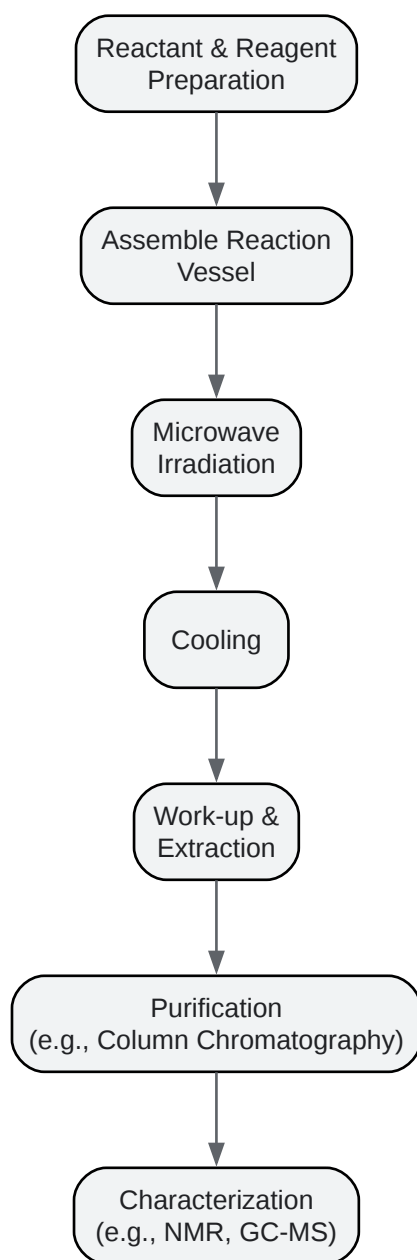 Reactant & Reagent
Preparation
Assemble Reaction
Vessel
Microwave
Irradiation
Cooling
Work-up &
Extraction
Purification
(e.g., Column Chromatography)
Characterization
(e.g., NMR, GC-MS)